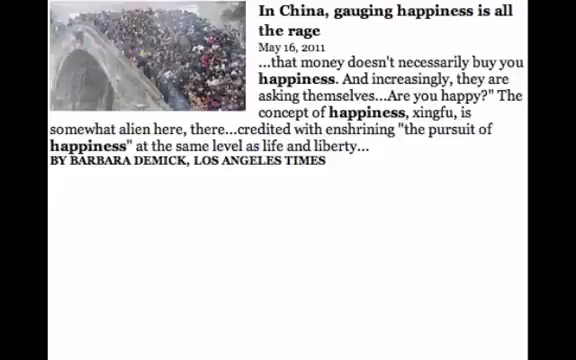 In China, gauging happiness is all
the rage
May 16, 2011
...that money doesn't necessarily buy you
happiness. And increasingly, they are
asking themselves...Are you happy?" The
concept of happiness, xingfu, is
somewhat alien here, there...credited with enshrining "the pursuit of
happiness" at the same level as life and liberty...
BY BARBARA DEMICK, LOS ANGELES TIMES